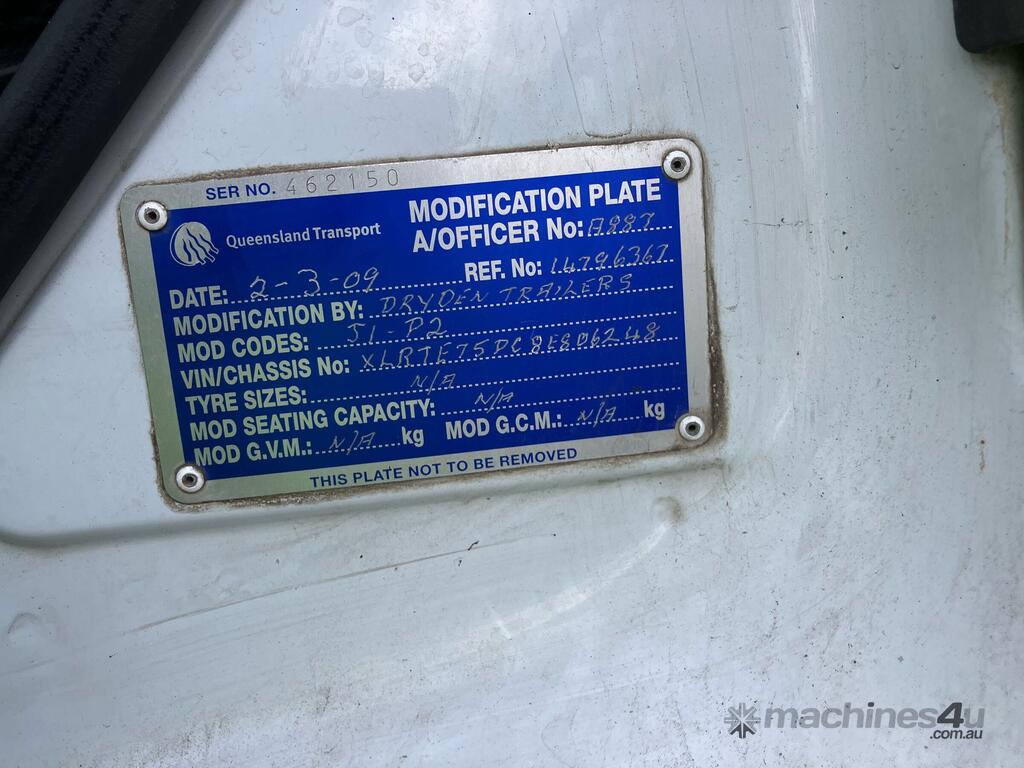 SER NO. 462150
Queensland Transport
MODIFICATION PLATE
A/OFFICER No: A887
DATE: 2-3-09 REF. No: 14796367
MODIFICATION BY: DRYDEN TRAILERS
MOD CODES: J1-P2
VIN/CHASSIS No: XLRTE75DC8E806248
TYRE SIZES: N/A
MOD SEATING CAPACITY: N/A
MOD G.V.M.: N/A kg MOD G.C.M.: N/A kg
THIS PLATE NOT TO BE REMOVED
machines4u
.com.au